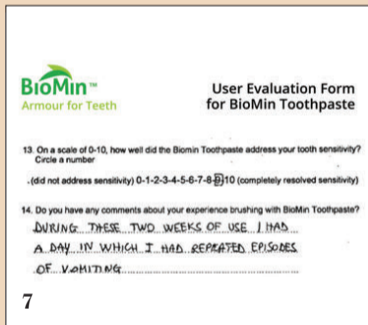 BioMin™
Armour for Teeth
User Evaluation Form
for BioMin Toothpaste
13. On a scale of 0-10, how well did the Biomin Toothpaste address your tooth sensitivity?
Circle a number
.(did not address sensitivity) 0-1-2-3-4-5-6-7-8-9-10 (completely resolved sensitivity)
14. Do you have any comments about your experience brushing with BioMin Toothpaste?
DURING THESE TWO WEEKS OF USE I HAD
A DAY IN WHICH I HAD REPEATED EPISODES
OF VOMITING
7